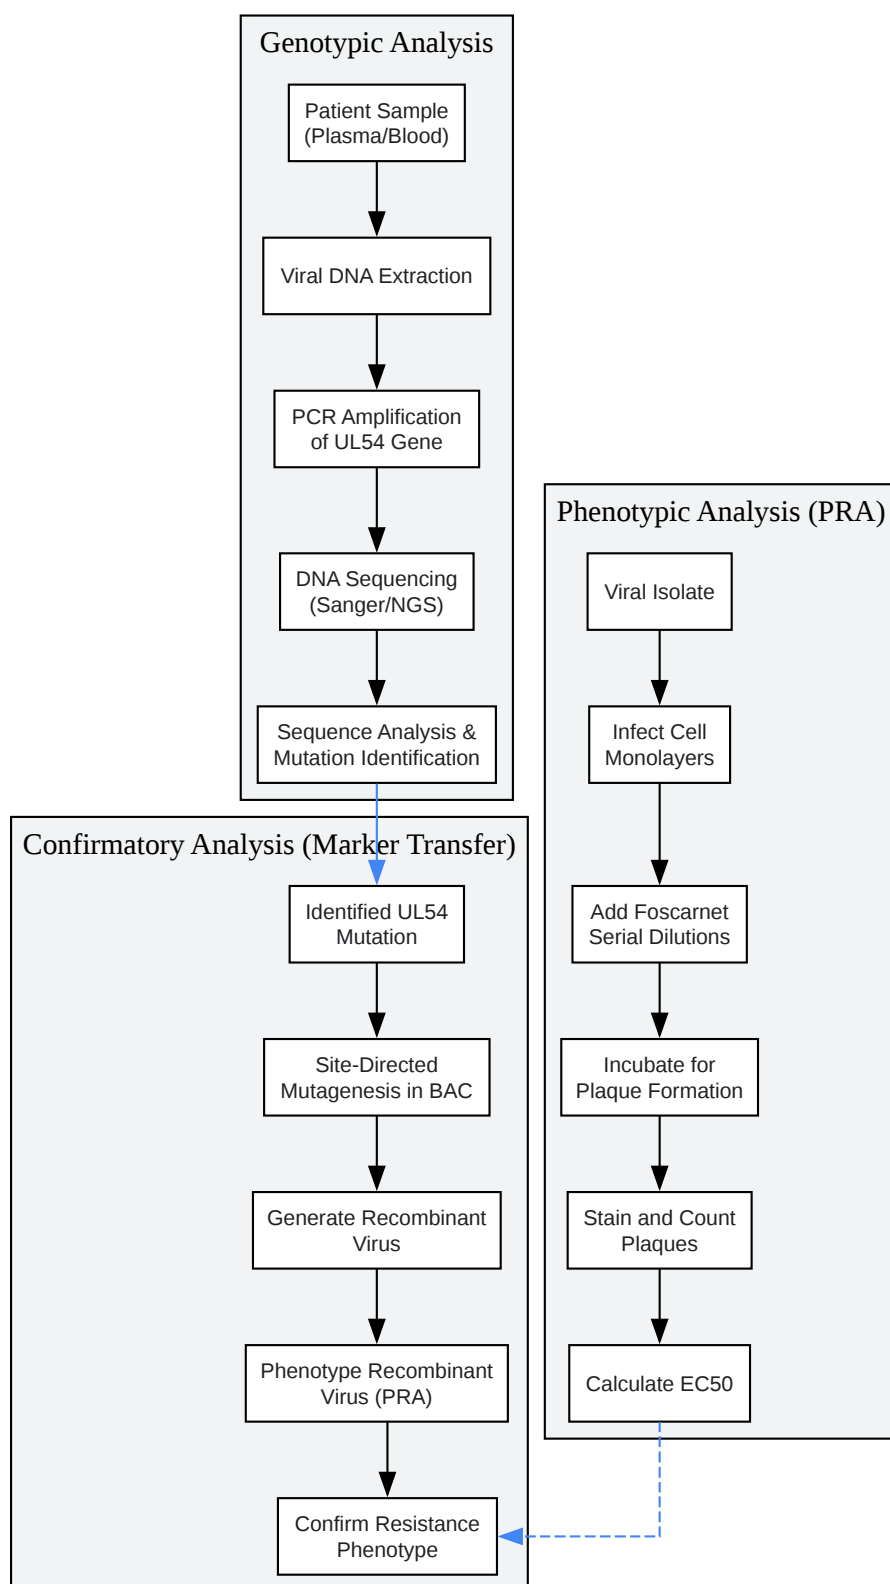 Genotypic Analysis
Patient Sample
(Plasma/Blood)
Viral DNA Extraction
PCR Amplification
of UL54 Gene
DNA Sequencing
(Sanger/NGS)
Sequence Analysis &
Mutation Identification
Phenotypic Analysis (PRA)
Viral Isolate
Infect Cell
Monolayers
Add Foscarnet
Serial Dilutions
Incubate for
Plaque Formation
Stain and Count
Plaques
Calculate EC50
Confirmatory Analysis (Marker Transfer)
Identified UL54
Mutation
Site-Directed
Mutagenesis in BAC
Generate Recombinant
Virus
Phenotype Recombinant
Virus (PRA)
Confirm Resistance
Phenotype